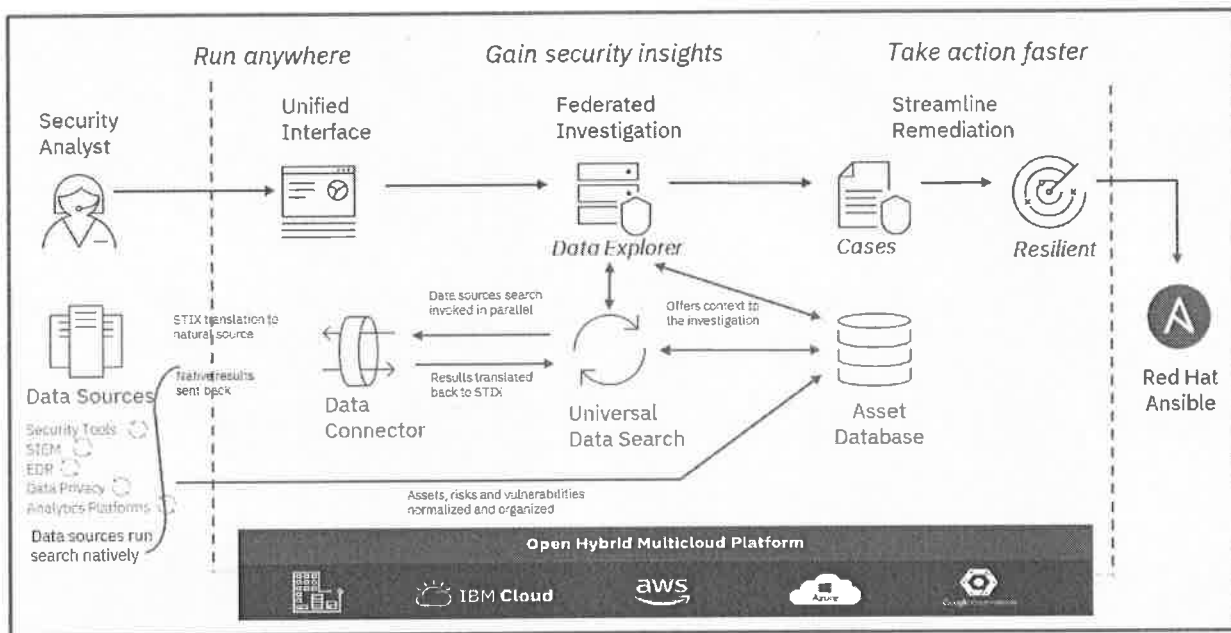 Run anywhere
Gain security insights
Take action faster
Security
Analyst
Unified
Interface
Federated
Investigation
Streamline
Remediation
Data Explorer
Cases
Resilient
Data sources search
invoked in parallel
Offers context to
the investigation
STIX translation to
natural source
Native results
sent back
Results translated
back to STIX
Data Sources
Data
Connector
Universal
Data Search
Asset
Database
Red Hat
Ansible
Security Tools
SIEM
EDR
Data Privacy
Analytics Platforms
Data sources run
search natively
Assets, risks and vulnerabilities
normalized and organized
Open Hybrid Multicloud Platform
IBM Cloud
aws
Azure